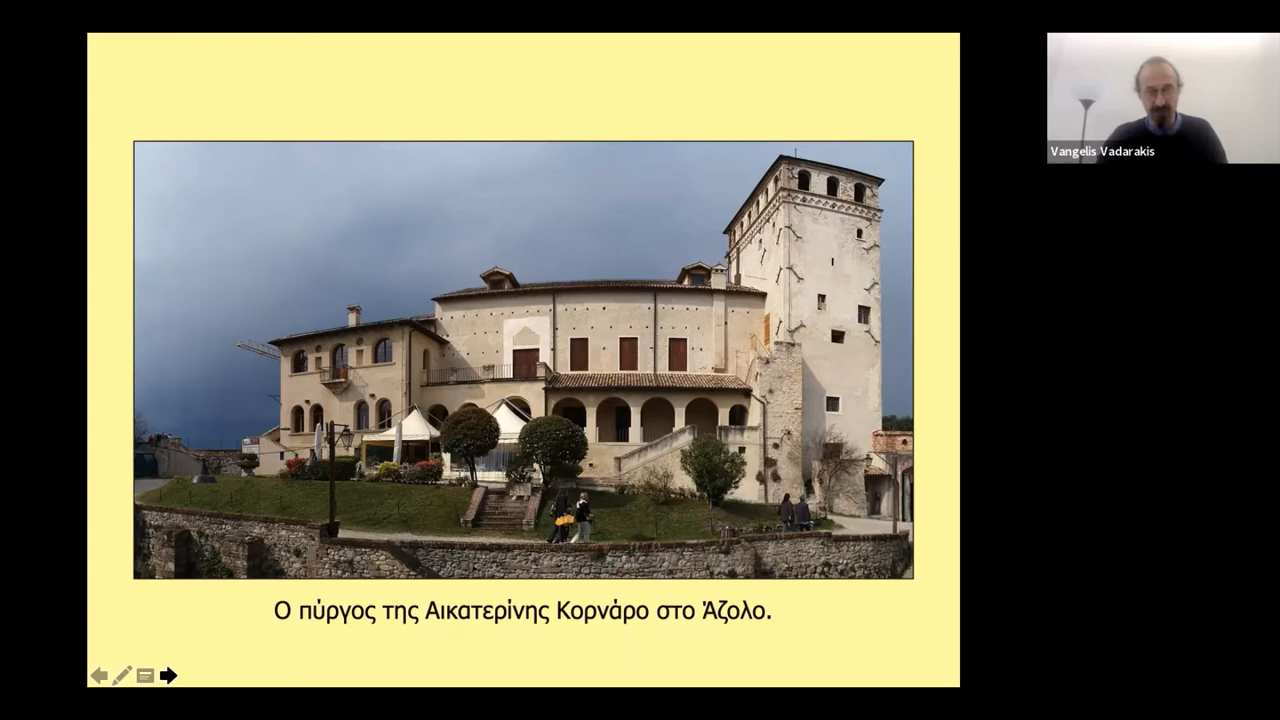 Vangelis Vadarakis
Ο πύργος της Αικατερίνης Κορνάρο στο Άζολο.